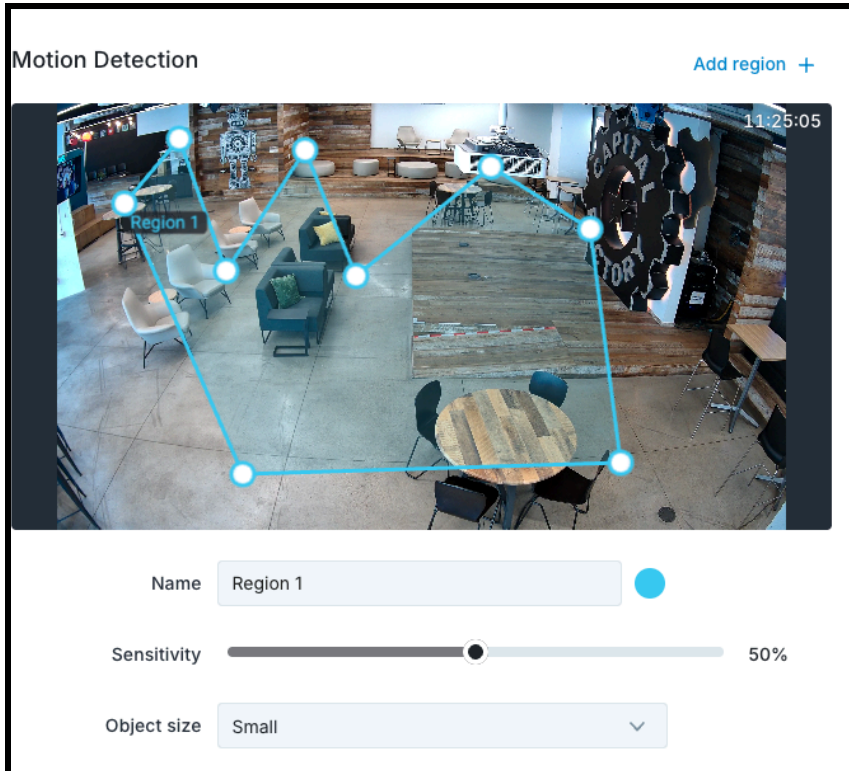 Motion Detection
Add region +
11:25:05
Region 1
CAPITAL
Name
Region 1
Sensitivity
50%
Object size
Small